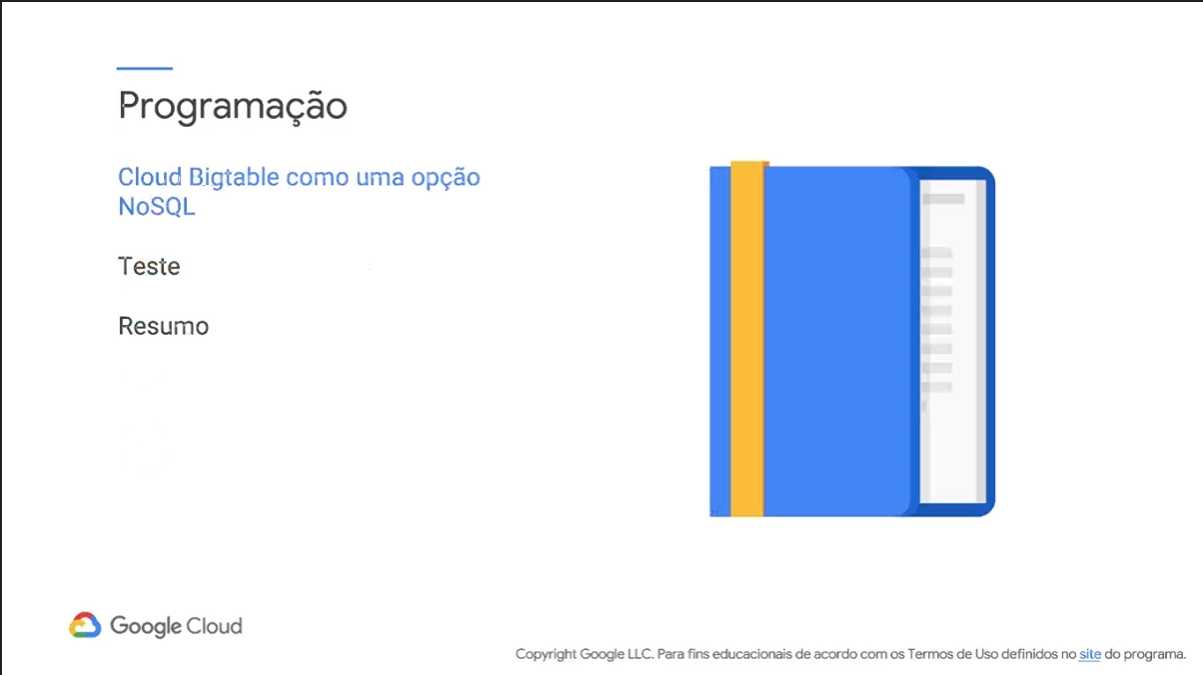 Programação
Cloud Bigtable como uma opção
NoSQL
Teste
Resumo
Google Cloud
Copyright Google LLC. Para fins educacionais de acordo com os Termos de Uso definidos no site do programa.